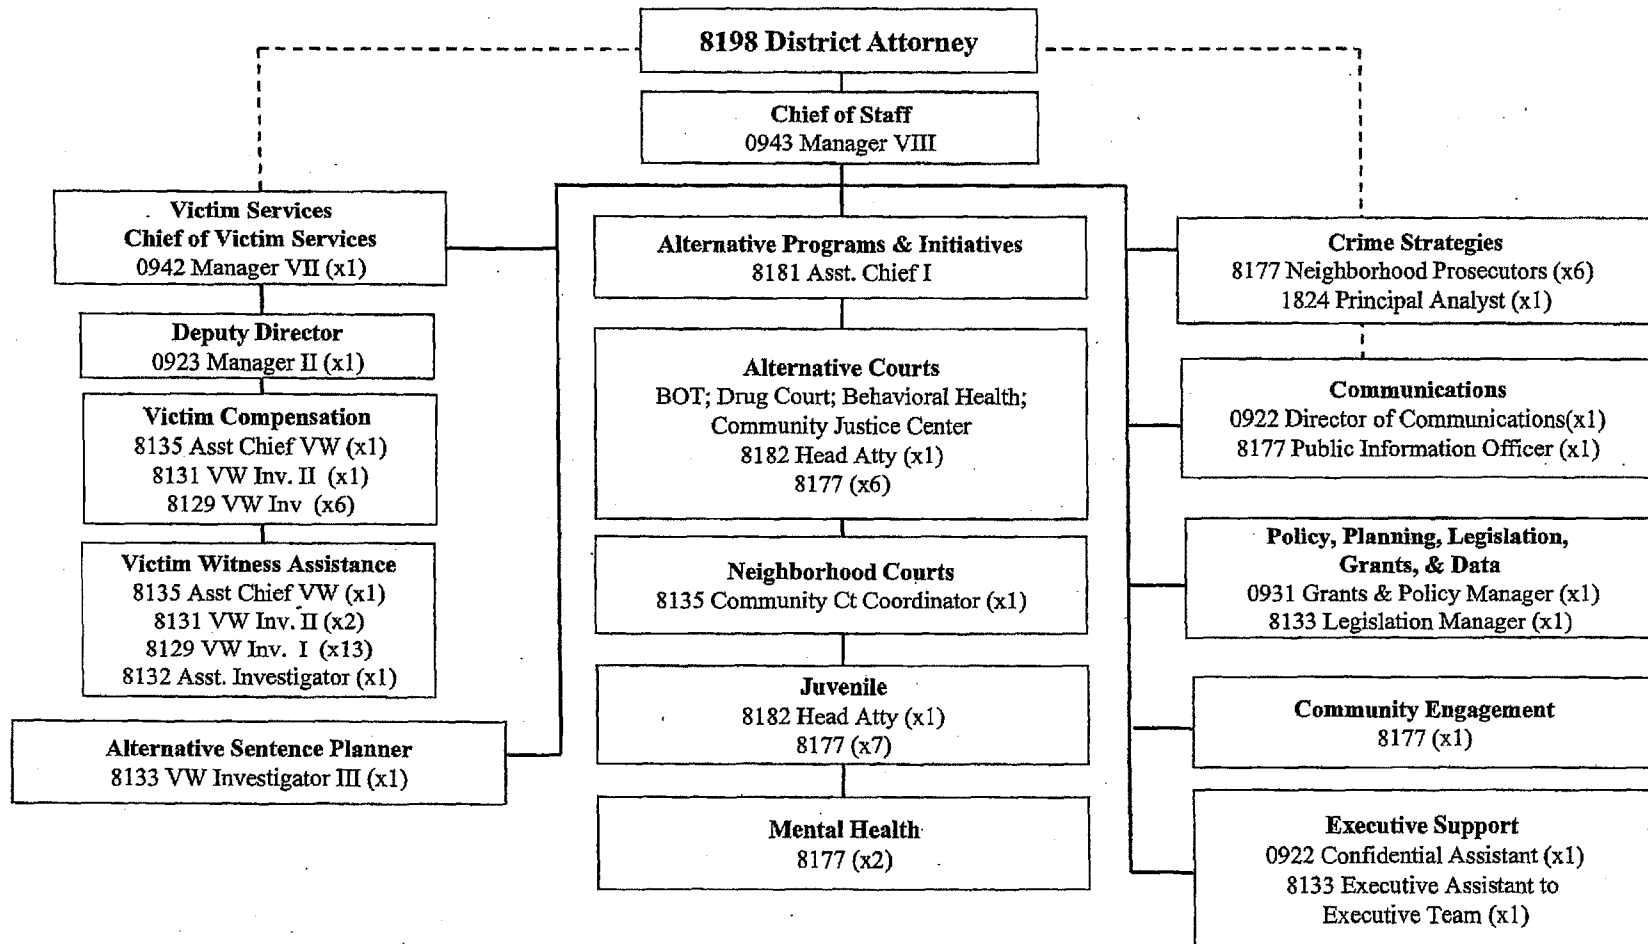 8198 District Attorney
Chief of Staff
0943 Manager VIII
Victim Services
Chief of Victim Services
0942 Manager VII (x1)
Deputy Director
0923 Manager II (x1)
Victim Compensation
8135 Asst Chief VW (x1)
8131 VW Inv. II (x1)
8129 VW Inv (x6)
Victim Witness Assistance
8135 Asst Chief VW (x1)
8131 VW Inv. II (x2)
8129 VW Inv. I (x13)
8132 Asst. Investigator (x1)
Alternative Sentence Planner
8133 VW Investigator III (x1)
Alternative Programs & Initiatives
8181 Asst. Chief I
Alternative Courts
BOT; Drug Court; Behavioral Health;
Community Justice Center
8182 Head Atty (x1)
8177 (x6)
Neighborhood Courts
8135 Community Ct Coordinator (x1)
Juvenile
8182 Head Atty (x1)
8177 (x7)
Mental Health
8177 (x2)
Crime Strategies
8177 Neighborhood Prosecutors (x6)
1824 Principal Analyst (x1)
Communications
0922 Director of Communications(x1)
8177 Public Information Officer (x1)
Policy, Planning, Legislation,
Grants, & Data
0931 Grants & Policy Manager (x1)
8133 Legislation Manager (x1)
Community Engagement
8177 (x1)
Executive Support
0922 Confidential Assistant (x1)
8133 Executive Assistant to
Executive Team (x1)